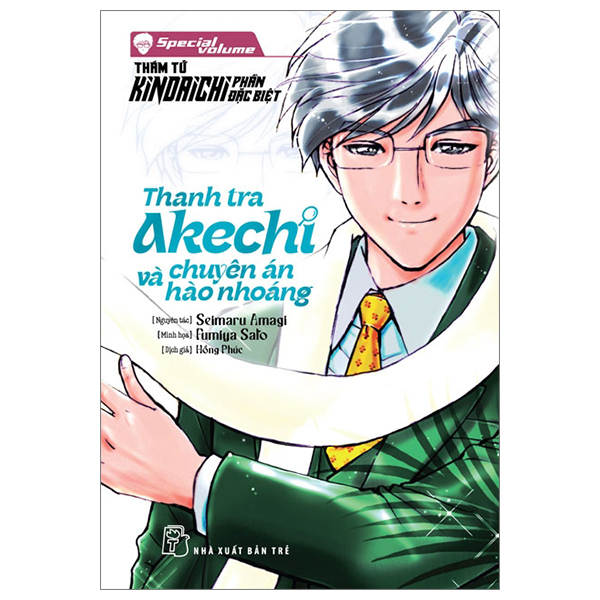 Special
volume
THÁM TỬ
KINDAICHI PHẦN
ĐẶC BIỆT
Thanh tra
Akechi
và chuyên án
hào nhoáng
[Nguyên tác] Seimaru Amagi
[Minh họa] Fumiya Sato
[Dịch giả] Hồng Phúc
T
NHÀ XUẤT BẢN TRẺ